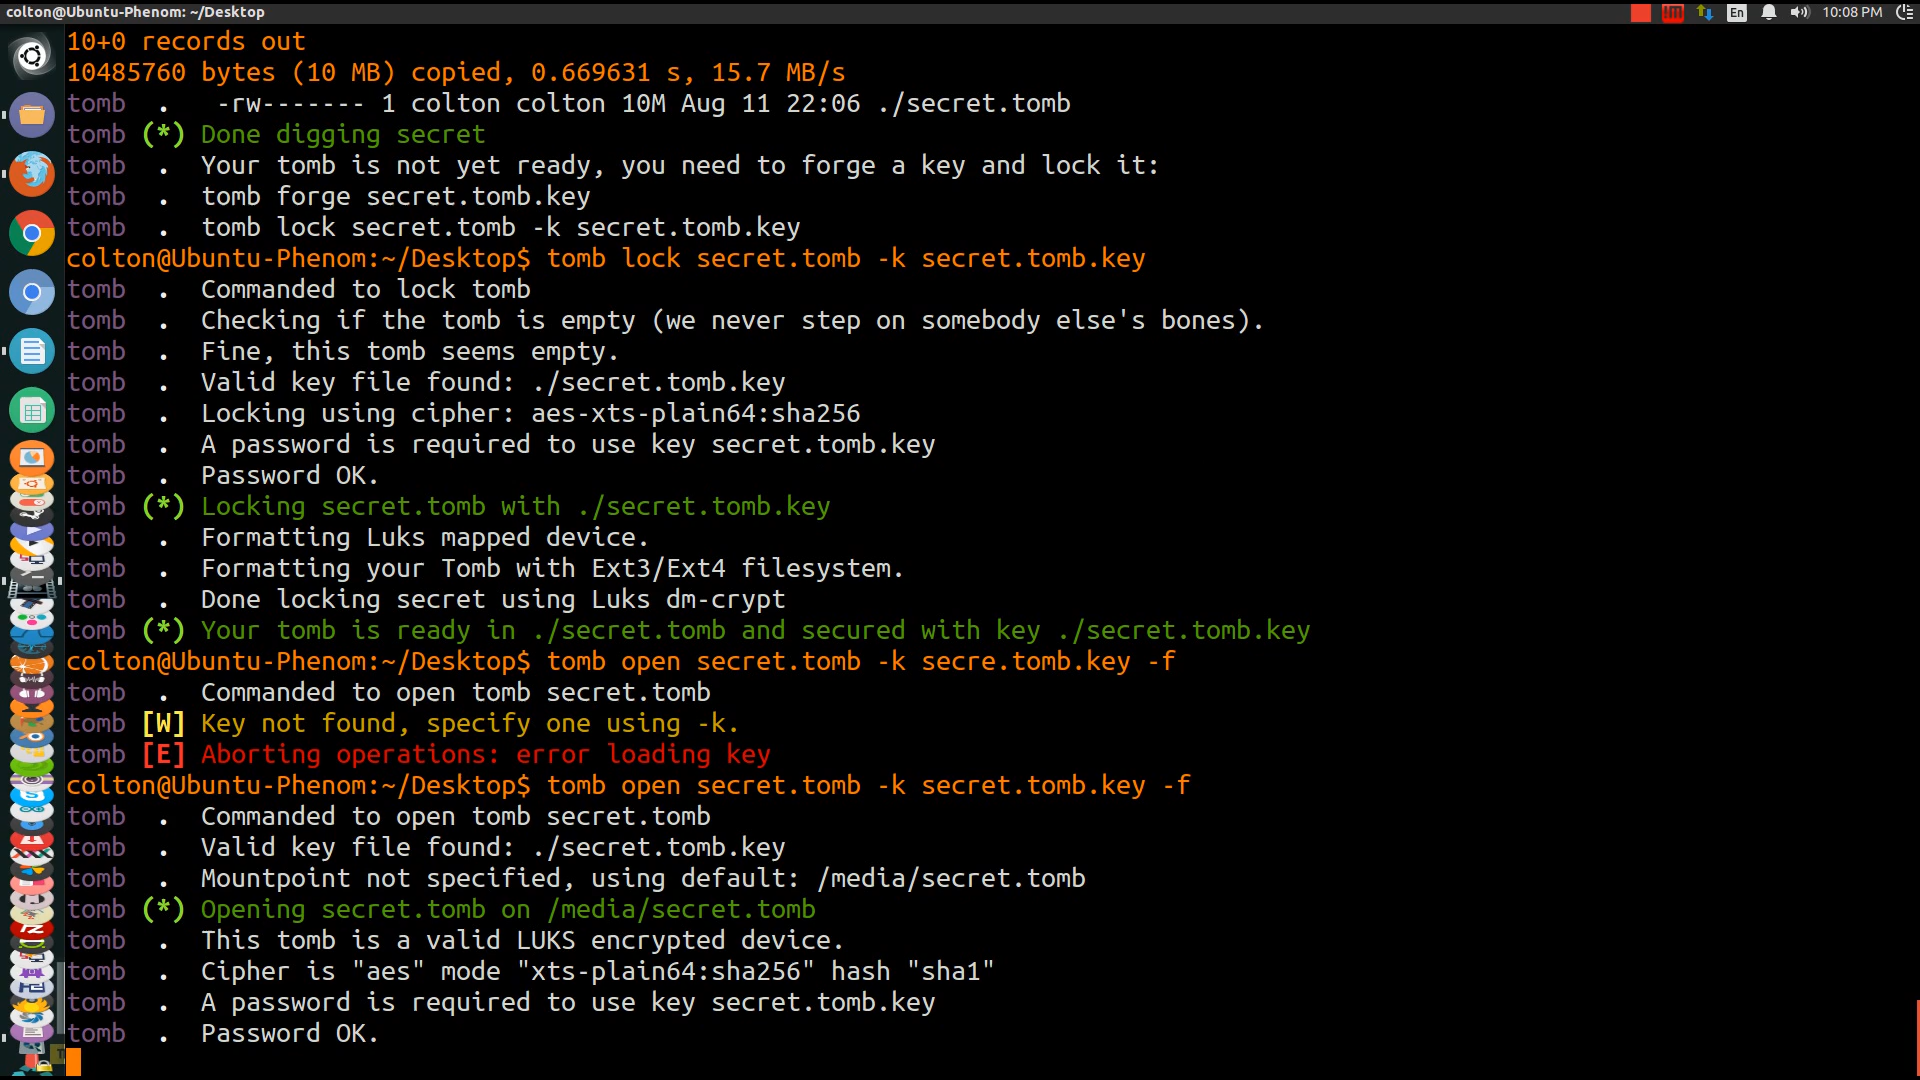 colton@Ubuntu-Phenom: ~/Desktop
En
10:08 PM
10+0 records out
10485760 bytes (10 MB) copied, 0.669631 s, 15.7 MB/s
tomb  .   -rw------- 1 colton colton 10M Aug 11 22:06 ./secret.tomb
tomb (*) Done digging secret
tomb  .  Your tomb is not yet ready, you need to forge a key and lock it:
tomb  .  tomb forge secret.tomb.key
tomb  .  tomb lock secret.tomb -k secret.tomb.key
colton@Ubuntu-Phenom:~/Desktop$ tomb lock secret.tomb -k secret.tomb.key
tomb  .  Commanded to lock tomb
tomb  .  Checking if the tomb is empty (we never step on somebody else's bones).
tomb  .  Fine, this tomb seems empty.
tomb  .  Valid key file found: ./secret.tomb.key
tomb  .  Locking using cipher: aes-xts-plain64:sha256
tomb  .  A password is required to use key secret.tomb.key
tomb  .  Password OK.
tomb (*) Locking secret.tomb with ./secret.tomb.key
tomb  .  Formatting Luks mapped device.
tomb  .  Formatting your Tomb with Ext3/Ext4 filesystem.
tomb  .  Done locking secret using Luks dm-crypt
tomb (*) Your tomb is ready in ./secret.tomb and secured with key ./secret.tomb.key
colton@Ubuntu-Phenom:~/Desktop$ tomb open secret.tomb -k secre.tomb.key -f
tomb  .  Commanded to open tomb secret.tomb
tomb [W] Key not found, specify one using -k.
tomb [E] Aborting operations: error loading key
colton@Ubuntu-Phenom:~/Desktop$ tomb open secret.tomb -k secret.tomb.key -f
tomb  .  Commanded to open tomb secret.tomb
tomb  .  Valid key file found: ./secret.tomb.key
tomb  .  Mountpoint not specified, using default: /media/secret.tomb
tomb (*) Opening secret.tomb on /media/secret.tomb
tomb  .  This tomb is a valid LUKS encrypted device.
tomb  .  Cipher is "aes" mode "xts-plain64:sha256" hash "sha1"
tomb  .  A password is required to use key secret.tomb.key
tomb  .  Password OK.